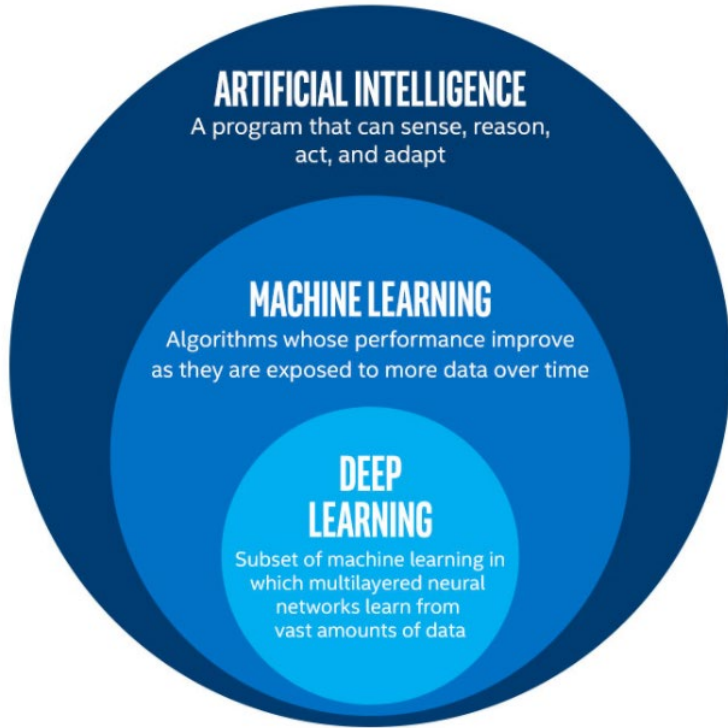 ARTIFICIAL INTELLIGENCE
A program that can sense, reason,
act, and adapt
MACHINE LEARNING
Algorithms whose performance improve
as they are exposed to more data over time
DEEP
LEARNING
Subset of machine learning in
which multilayered neural
networks learn from
vast amounts of data